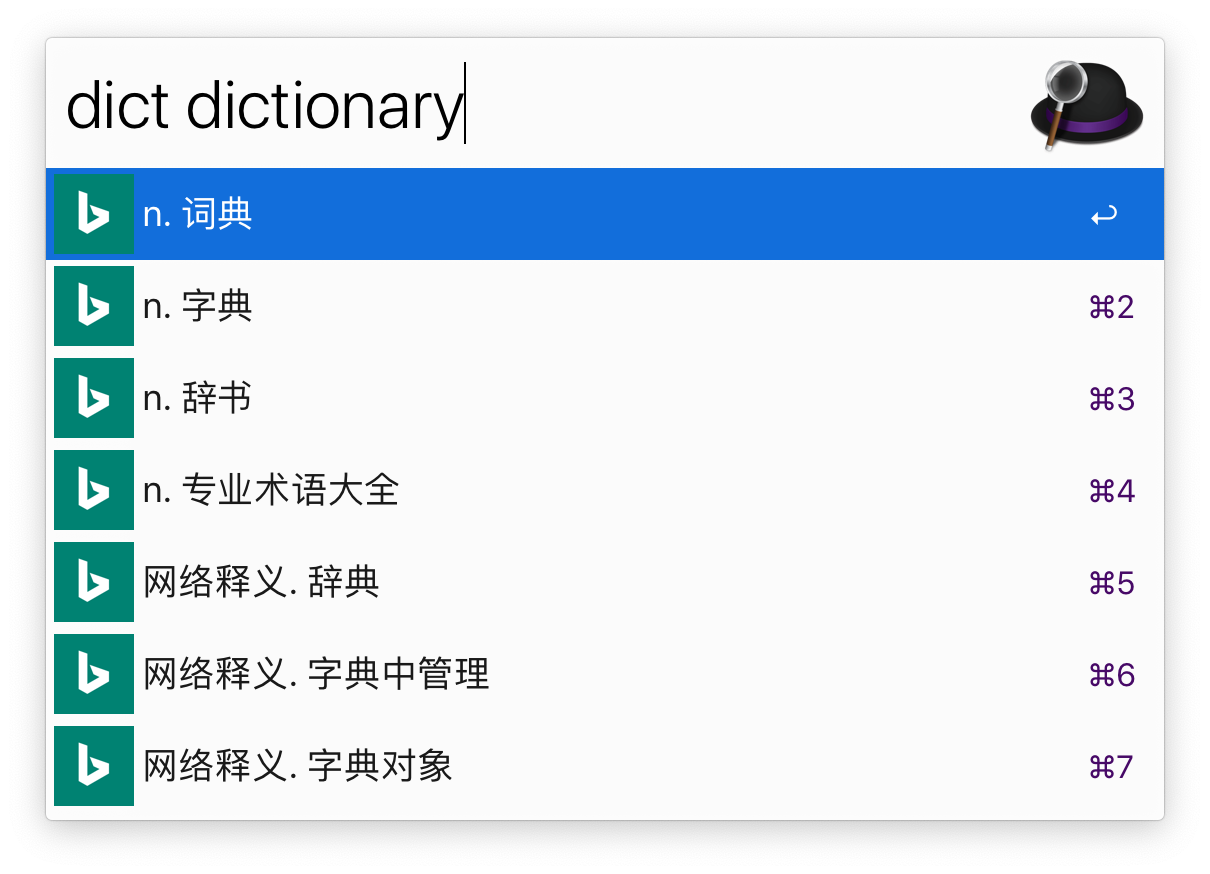 dict dictionary
n. 词典 ↩
n. 字典 ⌘2
n. 辞书 ⌘3
n. 专业术语大全 ⌘4
网络释义. 辞典 ⌘5
网络释义. 字典中管理 ⌘6
网络释义. 字典对象 ⌘7